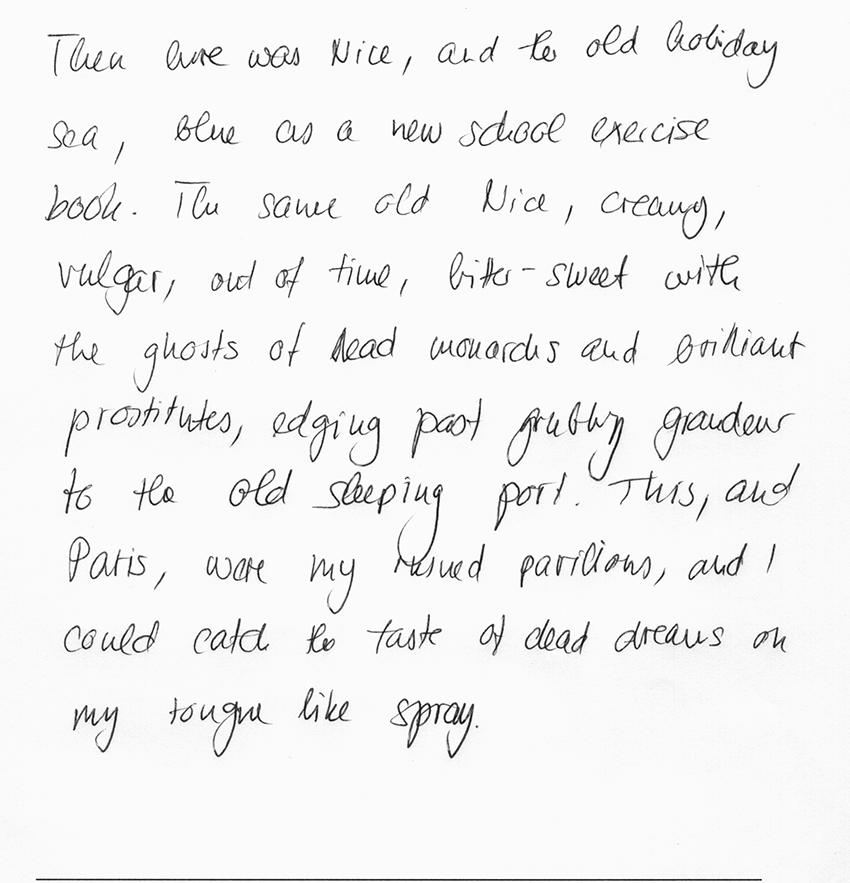 Then here was Nice, and the old holiday
sea, blue as a new school exercise
book. The same old Nice, creamy,
vulgar, out of time, bitter-sweet with
the ghosts of dead monarchs and brilliant
prostitutes, edging past grubby grandeur
to the old sleeping port. This, and
Paris, were my ruined pavilions, and I
could catch the taste of dead dreams on
my tongue like spray.